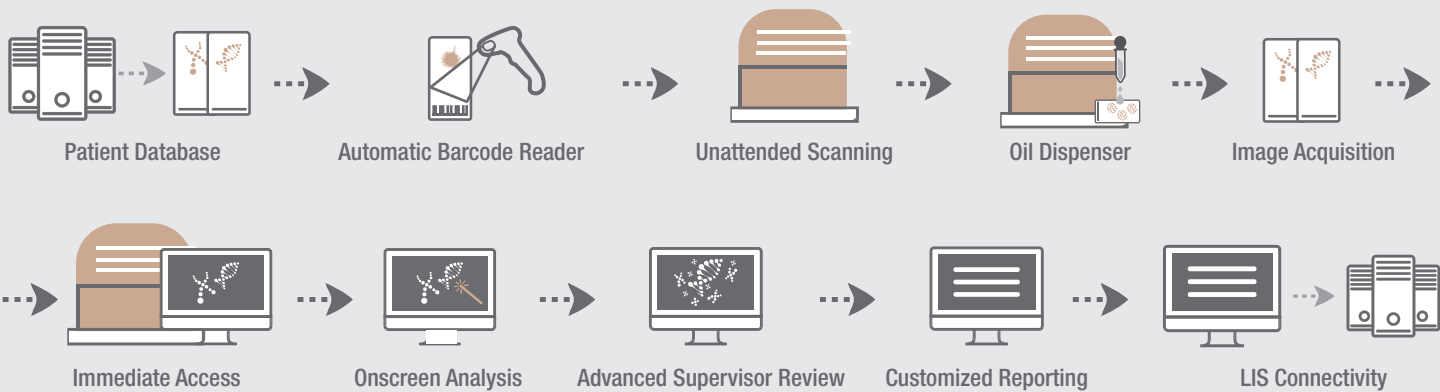 Patient Database
Automatic Barcode Reader
Unattended Scanning
Oil Dispenser
Image Acquisition
Immediate Access
Onscreen Analysis
Advanced Supervisor Review
Customized Reporting
LIS Connectivity